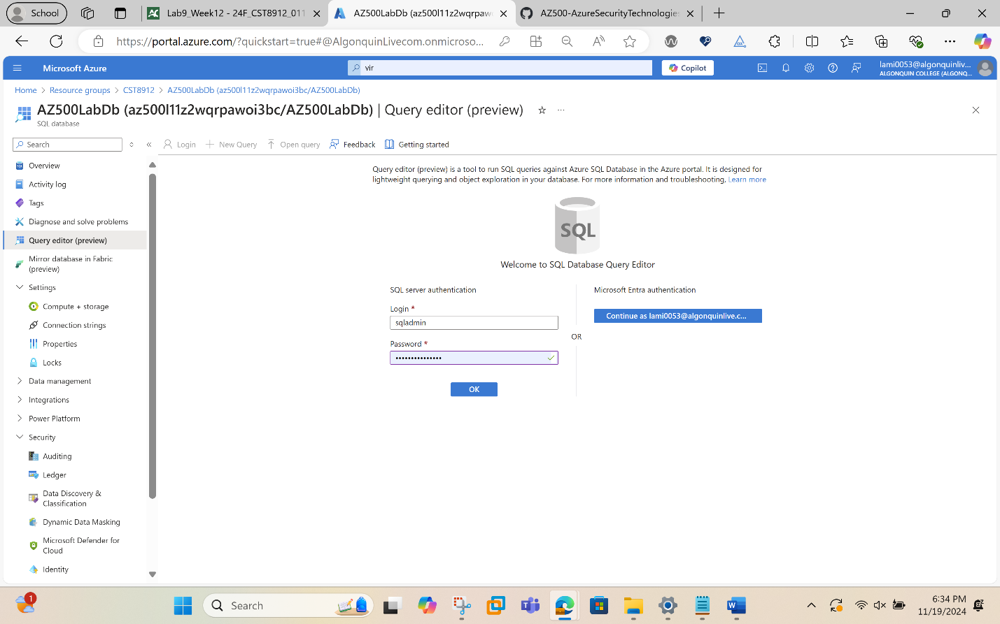 School
Lab9_Week12 - 24F_CST8912_011
AZ500LabDb (az500l11z2wqrpawo
AZ500-AzureSecurityTechnologies
https://portal.azure.com/?quickstart=true#@AlgonquinLivecom.onmicroso...
Microsoft Azure
vir
Copilot
lami0053@algonquinliv...
ALGONQUIN COLLEGE (ALGONQ...
Home > Resource groups > CST8912 > AZ500LabDb (az500l11z2wqrpawoi3bc/AZ500LabDb)
AZ500LabDb (az500l11z2wqrpawoi3bc/AZ500LabDb) | Query editor (preview)
SQL database
Search
Login
New Query
Open query
Feedback
Getting started
Overview
Activity log
Tags
Diagnose and solve problems
Query editor (preview)
Mirror database in Fabric
(preview)
Settings
Compute + storage
Connection strings
Properties
Locks
Data management
Integrations
Power Platform
Security
Auditing
Ledger
Data Discovery &
Classification
Dynamic Data Masking
Microsoft Defender for
Cloud
Identity
Query editor (preview) is a tool to run SQL queries against Azure SQL Database in the Azure portal. It is designed for
lightweight querying and object exploration in your database. For more information and troubleshooting, Learn more
SQL
Welcome to SQL Database Query Editor
SQL server authentication
Login *
sqladmin
Password *
•••••••••••••••
OK
OR
Microsoft Entra authentication
Continue as lami0053@algonquinlive.c...
1
Search
6:34 PM
11/19/2024